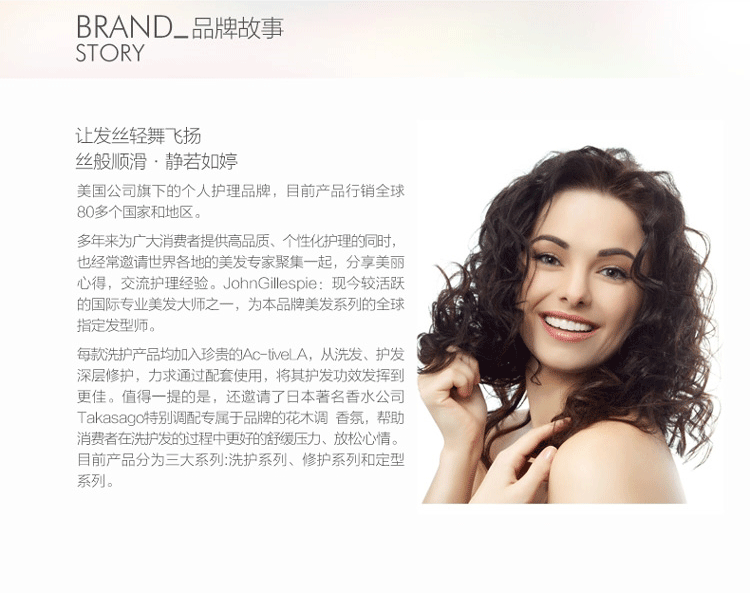 BRAND_品牌故事
STORY
让发丝轻舞飞扬
丝般顺滑·静若如婷
美国公司旗下的个人护理品牌，目前产品行销全球
80多个国家和地区。
多年来为广大消费者提供高品质、个性化护理的同时，
也经常邀请世界各地的美发专家聚集一起，分享美丽
心得，交流护理经验。JohnGillespie：现今较活跃
的国际专业美发大师之一，为本品牌美发系列的全球
指定发型师。
每款洗护产品均加入珍贵的Ac-tiveLA，从洗发、护发
深层修护，力求通过配套使用，将其护发功效发挥到
更佳。值得一提的是，还邀请了日本著名香水公司
Takasago特别调配专属于品牌的花木调 香氛，帮助
消费者在洗护发的过程中更好的舒缓压力、放松心情。
目前产品分为三大系列:洗护系列、修护系列和定型
系列。